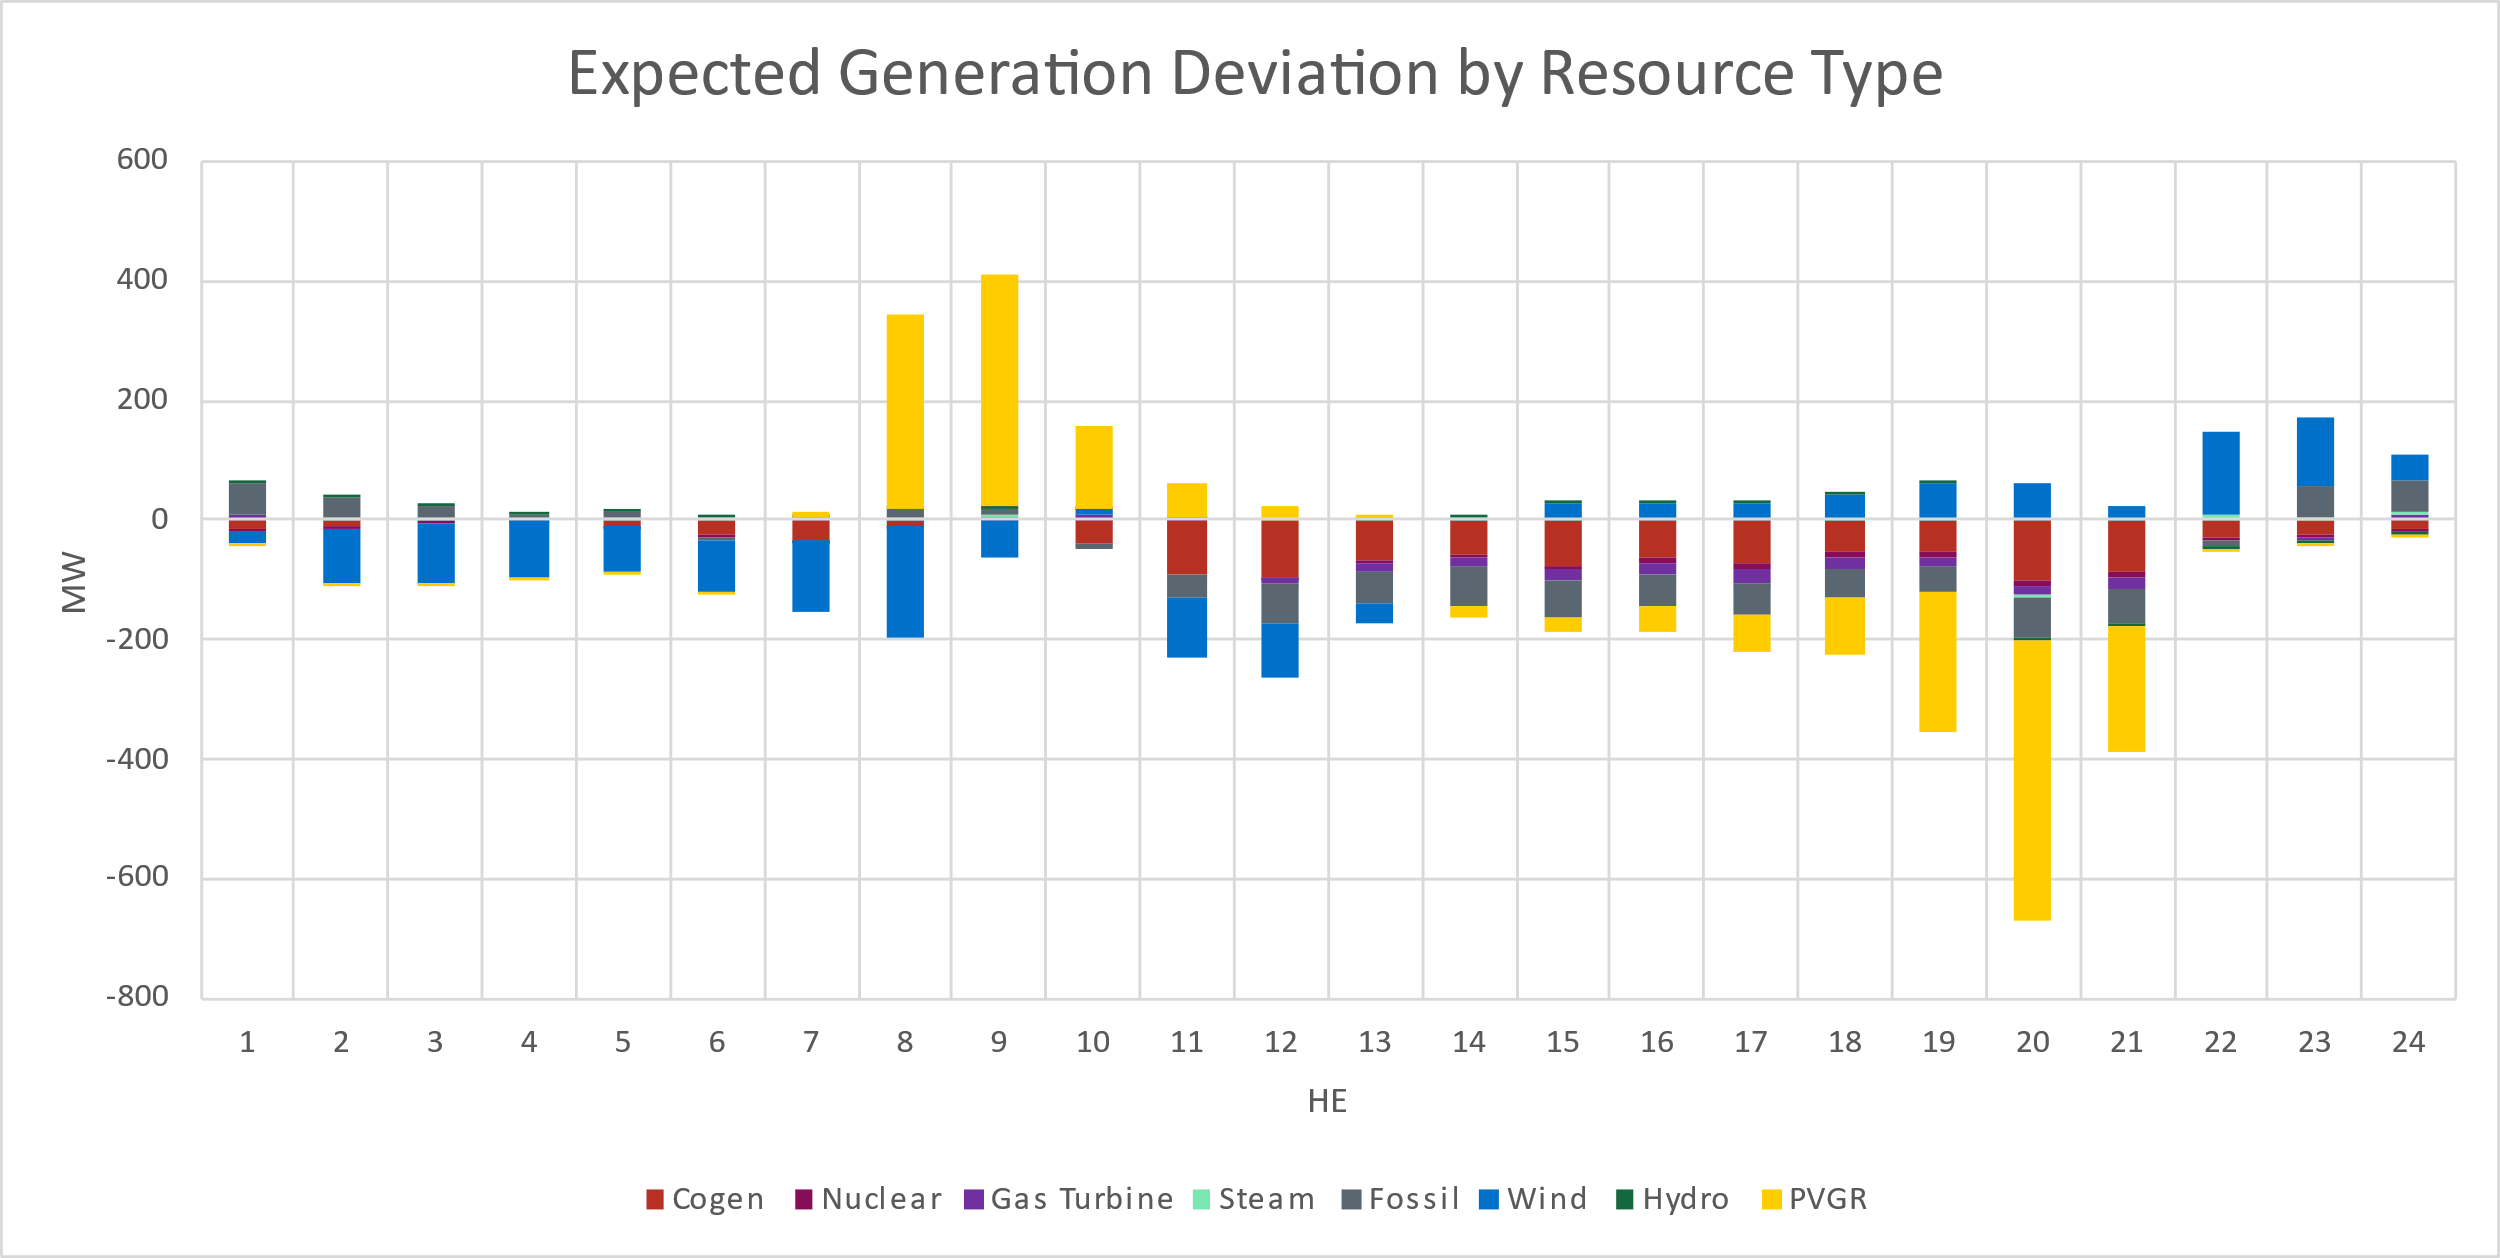 Expected Generation Deviation by Resource Type
600
400
200
0
-200
-400
-600
-800
MW
1 2 3 4 5 6 7 8 9 10 11 12 13 14 15 16 17 18 19 20 21 22 23 24
HE
Cogen Nuclear Gas Turbine Steam Fossil Wind Hydro PVGR